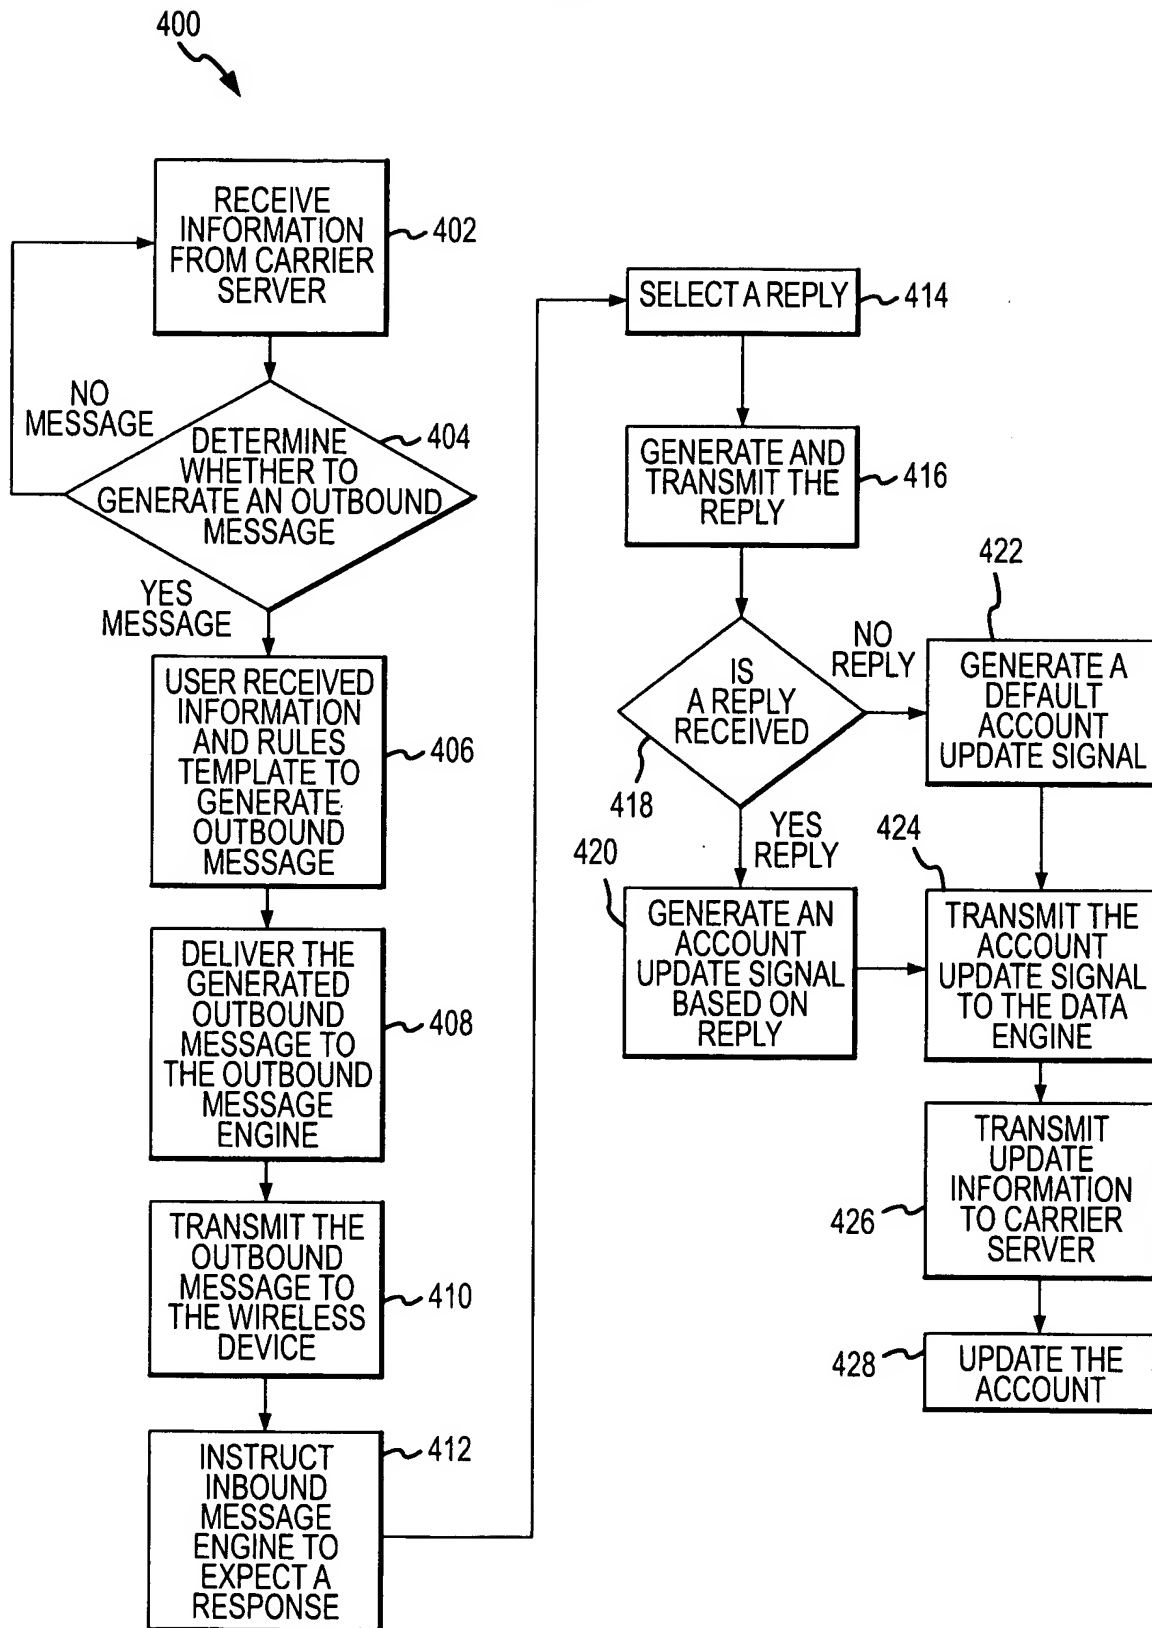 400
RECEIVE
INFORMATION
FROM CARRIER
SERVER
402
NO
MESSAGE
DETERMINE
WHETHER TO
GENERATE AN OUTBOUND
MESSAGE
404
YES
MESSAGE
USER RECEIVED
INFORMATION
AND RULES
TEMPLATE TO
GENERATE
OUTBOUND
MESSAGE
406
DELIVER THE
GENERATED
OUTBOUND
MESSAGE TO
THE OUTBOUND
MESSAGE
ENGINE
408
TRANSMIT THE
OUTBOUND
MESSAGE TO
THE WIRELESS
DEVICE
410
INSTRUCT
INBOUND
MESSAGE
ENGINE TO
EXPECT A
RESPONSE
412
SELECT A REPLY
414
GENERATE AND
TRANSMIT THE
REPLY
416
IS
A REPLY
RECEIVED
418
NO
REPLY
422
GENERATE A
DEFAULT
ACCOUNT
UPDATE SIGNAL
YES
REPLY
420
GENERATE AN
ACCOUNT
UPDATE SIGNAL
BASED ON
REPLY
424
TRANSMIT THE
ACCOUNT
UPDATE SIGNAL
TO THE DATA
ENGINE
TRANSMIT
UPDATE
INFORMATION
TO CARRIER
SERVER
426
UPDATE THE
ACCOUNT
428